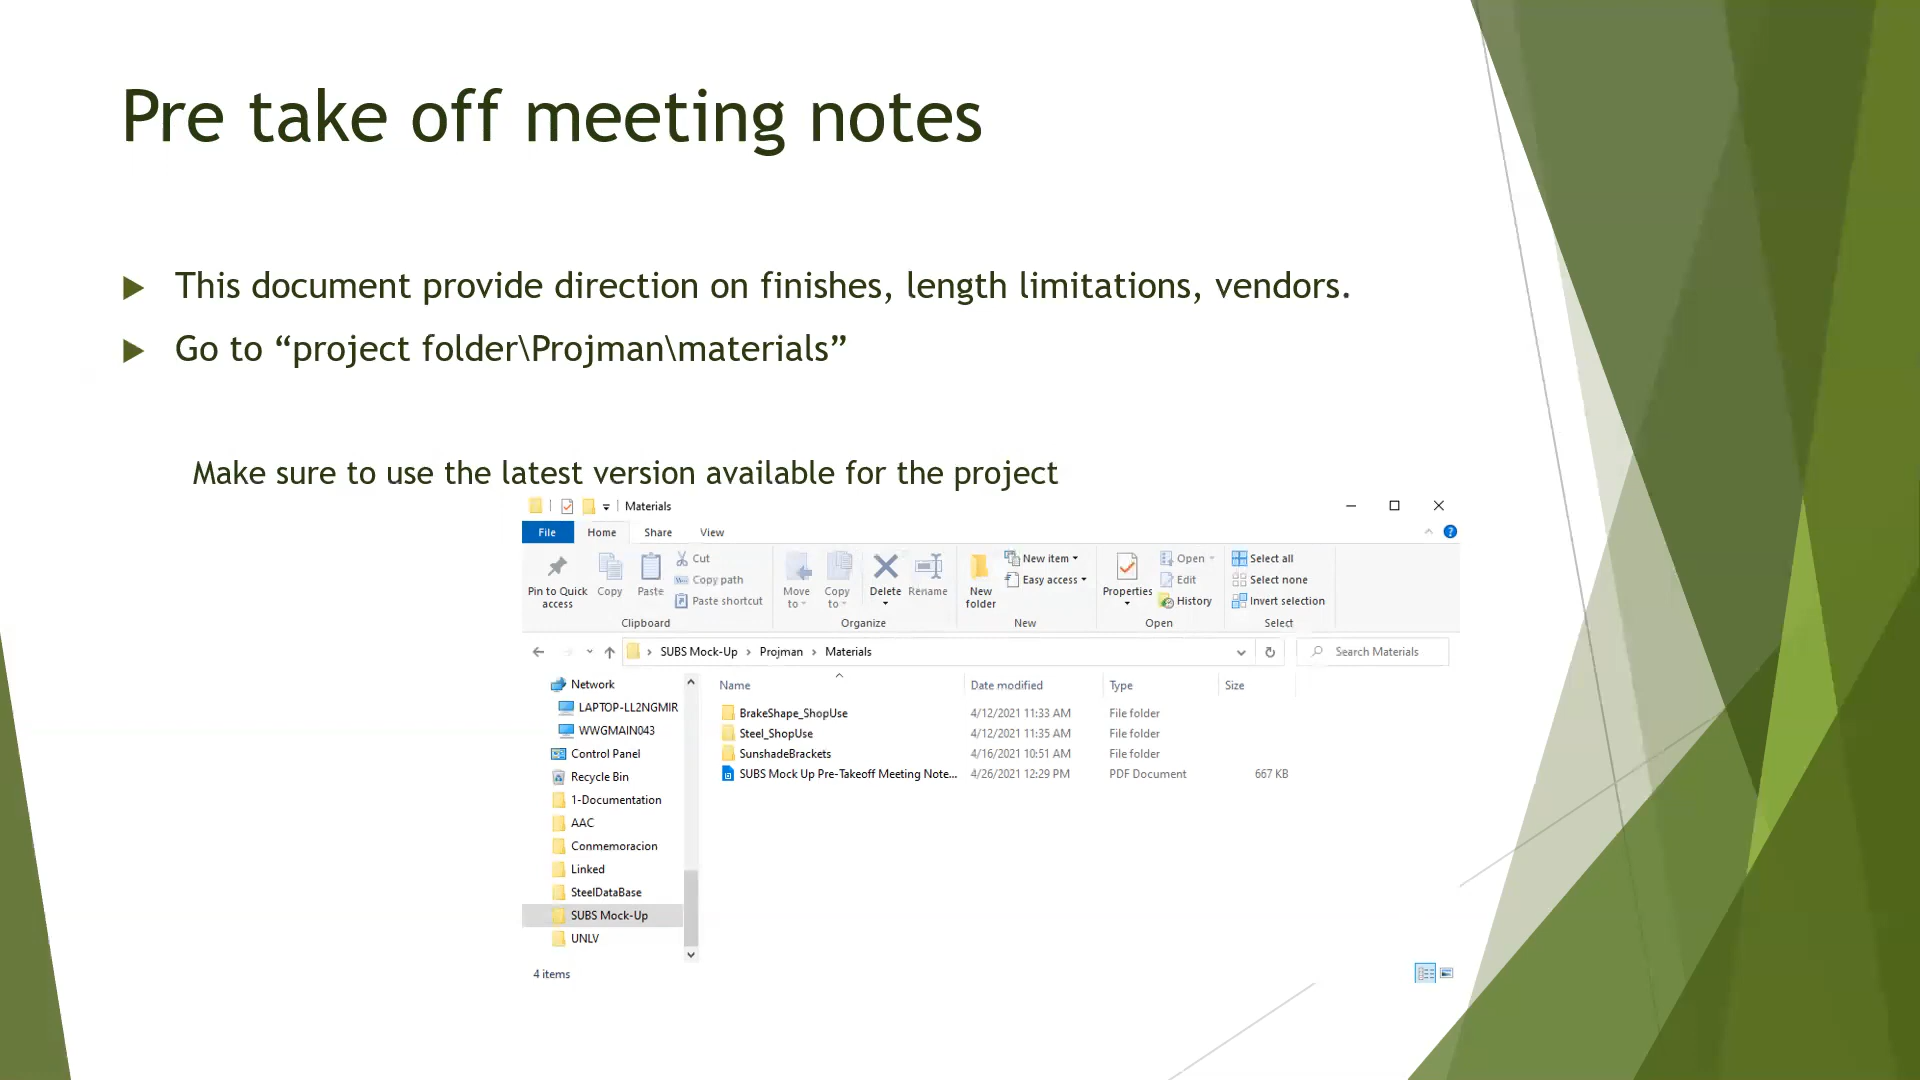 Pre take off meeting notes
This document provide direction on finishes, length limitations, vendors.
Go to “project folder\Projman\materials”
Make sure to use the latest version available for the project
Materials
File Home Share View
Pin to Quick access
Copy
Paste
Cut
Copy path
Paste shortcut
Clipboard
Move to
Copy to
Delete
Rename
Organize
New folder
New item
Easy access
New
Properties
Open
Edit
History
Open
Select all
Select none
Invert selection
Select
SUBS Mock-Up › Projman › Materials
Search Materials
Network
LAPTOP-LL2NGMIR
WWGMAIN043
Control Panel
Recycle Bin
1-Documentation
AAC
Conmemoracion
Linked
SteelDataBase
SUBS Mock-Up
UNLV
Name Date modified Type Size
BrakeShape_ShopUse 4/12/2021 11:33 AM File folder
Steel_ShopUse 4/12/2021 11:35 AM File folder
SunshadeBrackets 4/16/2021 10:51 AM File folder
SUBS Mock Up Pre-Takeoff Meeting Note... 4/26/2021 12:29 PM PDF Document 667 KB
4 items